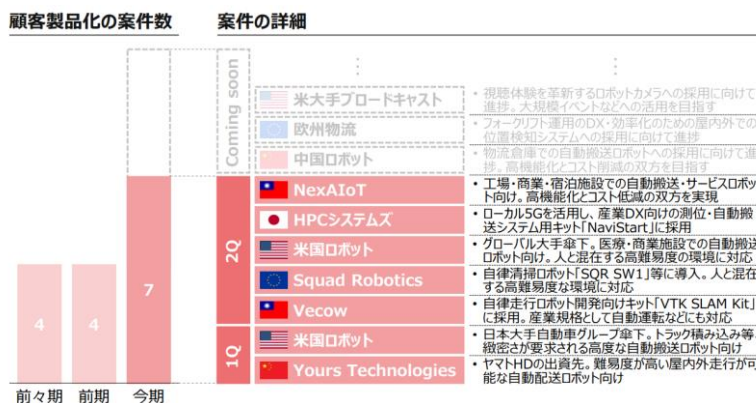 顧客製品化の案件数
案件の詳細
Coming soon
米大手ブロードキャスト
・視聴体験を革新するロボットカメラへの採用に向けて
進捗。大規模イベントなどへの活用を目指す
欧州物流
・フォークリフト運用のDX・効率化のための屋内外での
位置検知システムへの採用に向けて進捗
中国ロボット
・物流倉庫での自動搬送ロボットへの採用に向けて進
捗。高機能化とコスト削減の双方を目指す
2Q
NexAIoT
・工場・商業・宿泊施設での自動搬送・サービスロボッ
ト向け。高機能化とコスト低減の双方を実現
HPCシステムズ
・ローカル5Gを活用し、産業DX向けの測位・自動搬
送システム用キット「NaviStart」に採用
米国ロボット
・グローバル大手傘下。医療・商業施設での自動搬送
ロボット向け。人と混在する高難易度の環境に対応
Squad Robotics
・自律清掃ロボット「SQR SW1」等に導入。人と混在
する高難易度な環境に対応
Vecow
・自律走行ロボット開発向けキット「VTK SLAM Kit」
に採用。産業規格として自動運転などにも対応
1Q
米国ロボット
・日本大手自動車グループ傘下。トラック積み込み等、
緻密さが要求される高度な自動搬送ロボット向け
Yours Technologies
・ヤマトHDの出資先。難易度が高い屋内外走行が可
能な自動配送ロボット向け
4
4
7
前々期
前期
今期